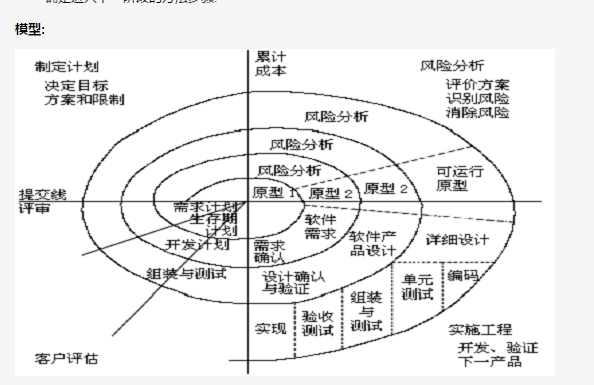 模型:
累计
成本
制定计划
决定目标
方案和限制
风险分析
评价方案
识别风险
消除风险
风险分析
风险分析
风险分析
可运行
原型
原型 1
原型 2
原型 2
提交线
评审
需求计划
生存期
计划
开发计划
组装与测试
软件
需求
需求
确认
软件产
品设计
详细设计
设计确认
与验证
单元
测试
编码
组装
与
测试
验收
测试
实现
实施工程
开发、验证
下一产品
客户评估